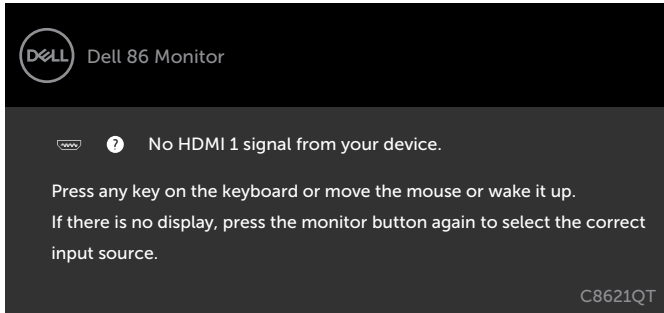 DELL
Dell 86 Monitor
? No HDMI 1 signal from your device.
Press any key on the keyboard or move the mouse or wake it up.
If there is no display, press the monitor button again to select the correct
input source.
C8621QT